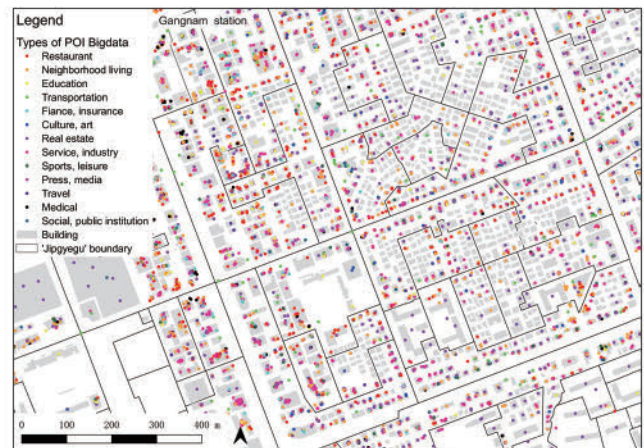 Legend
Gangnam station
Types of POI Bigdata
Restaurant
Neighborhood living
Education
Transportation
Fiance, insurance
Culture, art
Real estate
Service, industry
Sports, leisure
Press, media
Travel
Medical
Social, public institution
Building
'Jipgyegu' boundary
0 100 200 300 400 m